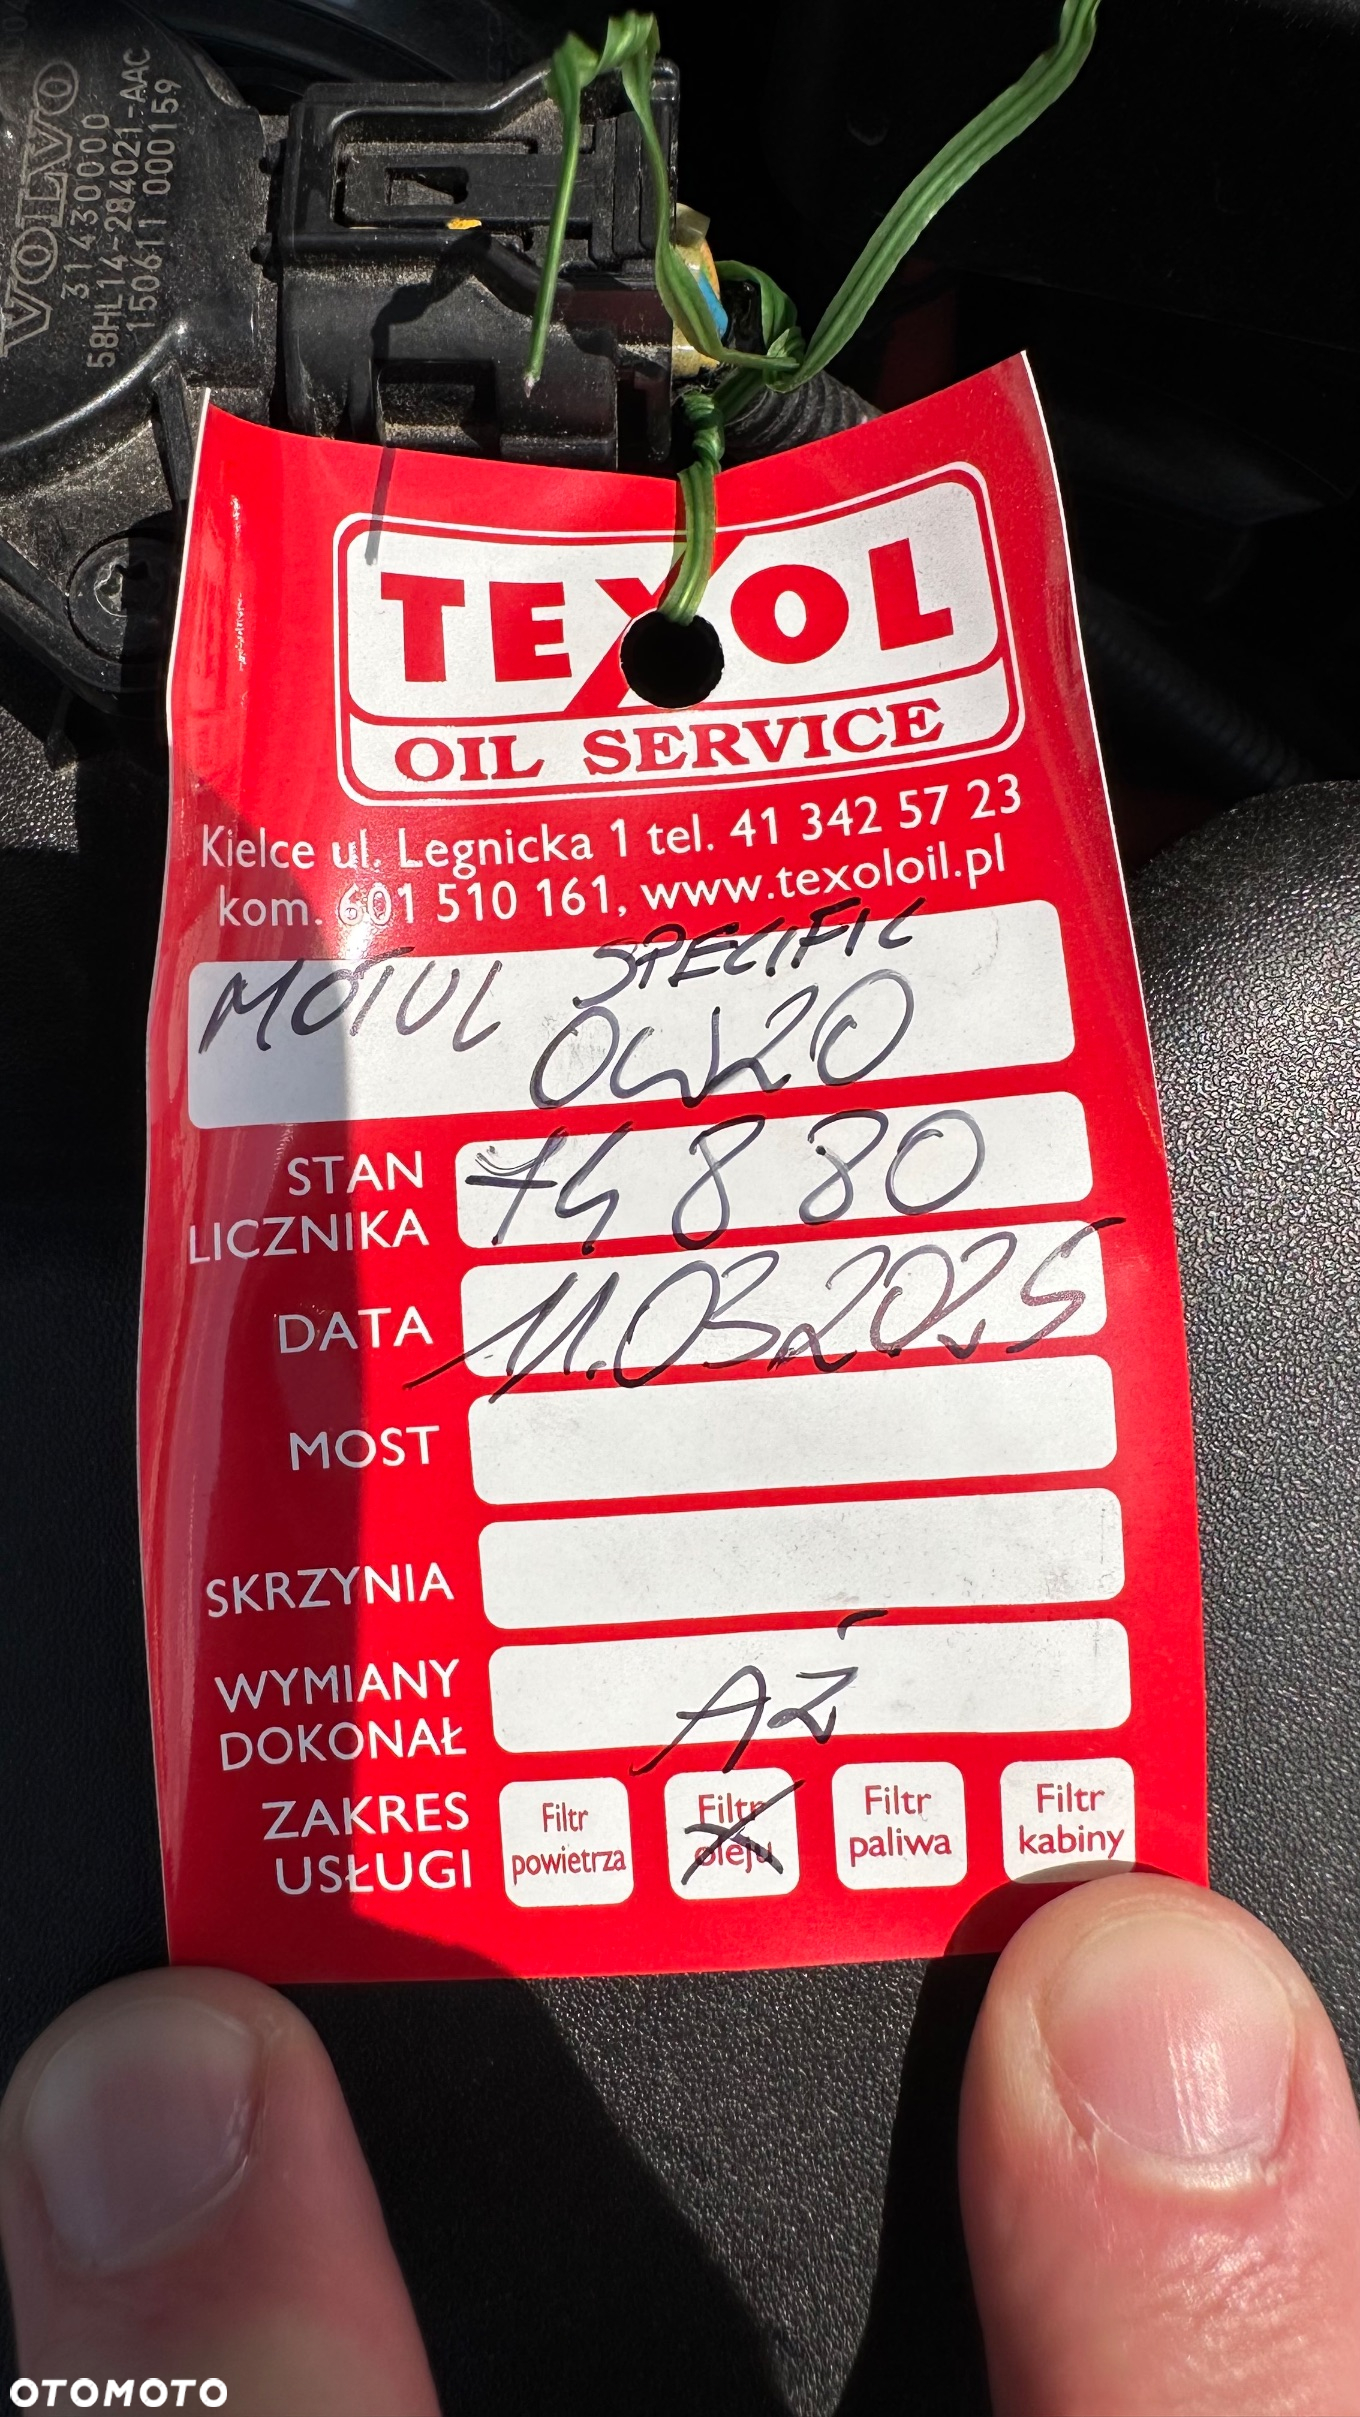 VOLVO
31430000
58HL14-284021-AAC
150611 000159
TEXOL
OIL SERVICE
Kielce ul. Legnicka 1 tel. 41 342 57 23
kom. 601 510 161, www.texoloil.pl
MOTUL SPECIFIC
0W20
STAN LICZNIKA 74880
DATA 11.03.2025
MOST
SKRZYNIA
WYMIANY DOKONAŁ AŻ
ZAKRES USŁUGI
Filtr powietrza
Filtr oleju
Filtr paliwa
Filtr kabiny
OTOMOTO